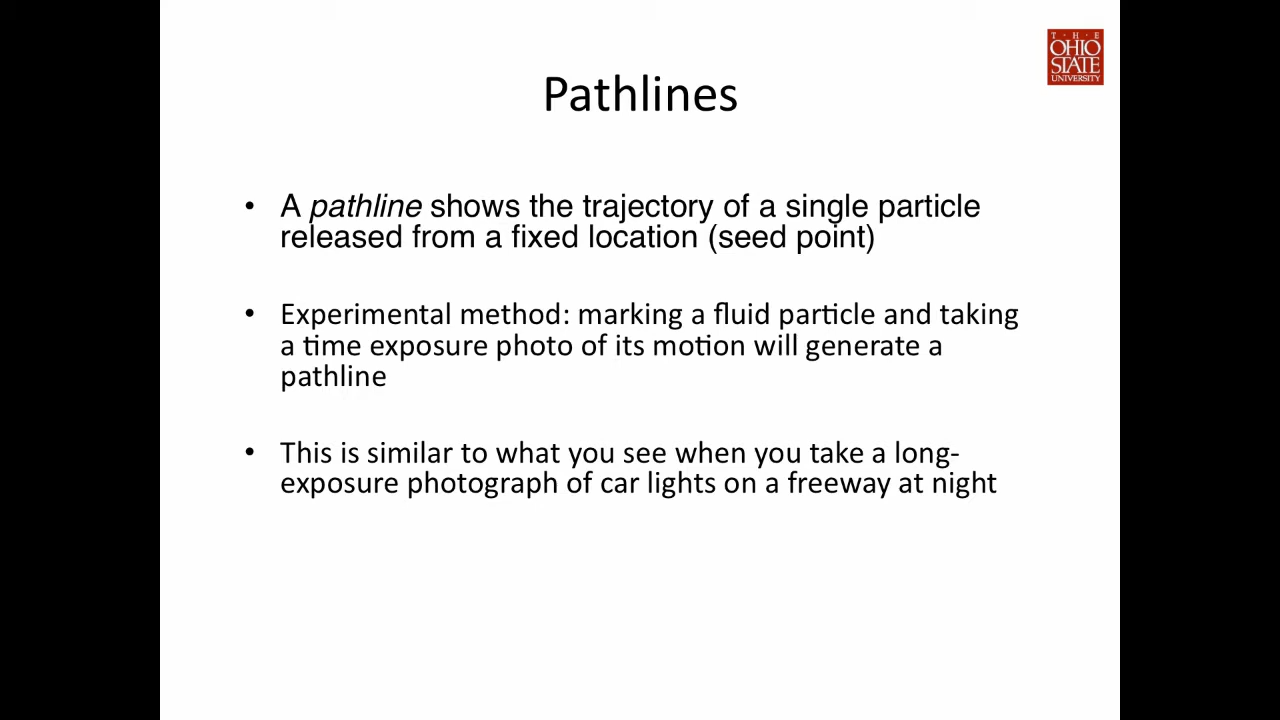 T · H · E
OHIO
STATE
UNIVERSITY
Pathlines
• A pathline shows the trajectory of a single particle
released from a fixed location (seed point)
• Experimental method: marking a fluid particle and taking
a time exposure photo of its motion will generate a
pathline
• This is similar to what you see when you take a long-
exposure photograph of car lights on a freeway at night